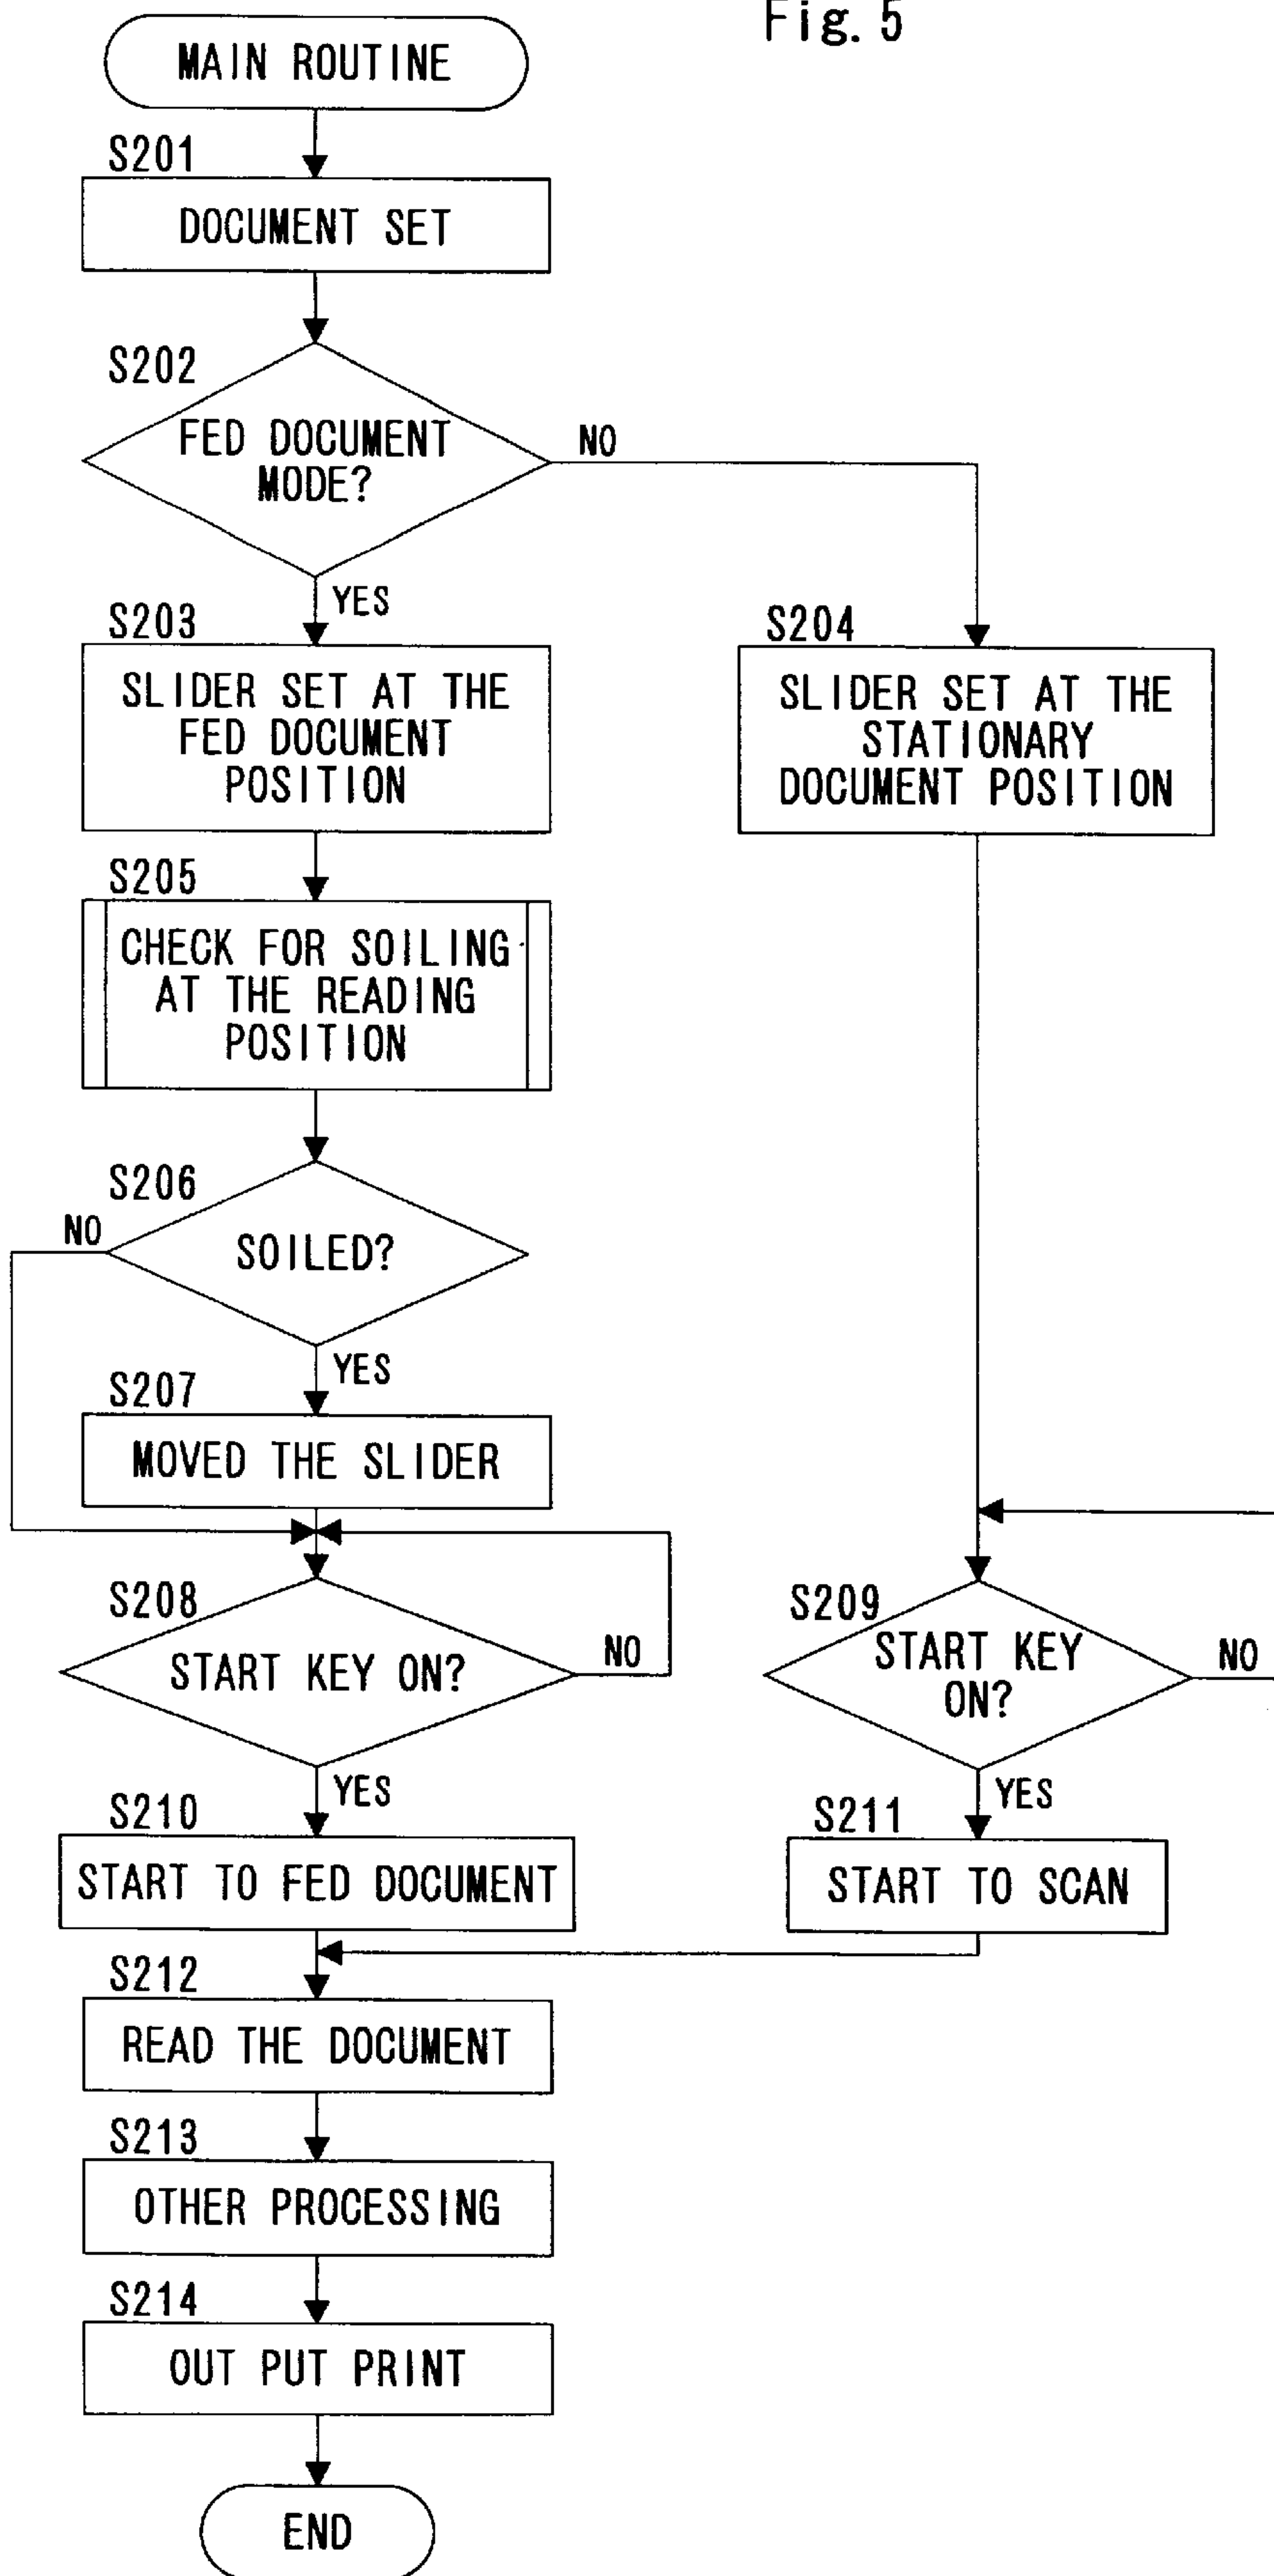 Fig. 5
MAIN ROUTINE
S201
DOCUMENT SET
S202
FED DOCUMENT
MODE?
NO
YES
S203
SLIDER SET AT THE
FED DOCUMENT
POSITION
S204
SLIDER SET AT THE
STATIONARY
DOCUMENT POSITION
S205
CHECK FOR SOILING
AT THE READING
POSITION
S206
NO
SOILED?
YES
S207
MOVED THE SLIDER
S208
START KEY ON?
NO
S209
START KEY
ON?
NO
YES
S210
START TO FED DOCUMENT
YES
S211
START TO SCAN
S212
READ THE DOCUMENT
S213
OTHER PROCESSING
S214
OUT PUT PRINT
END